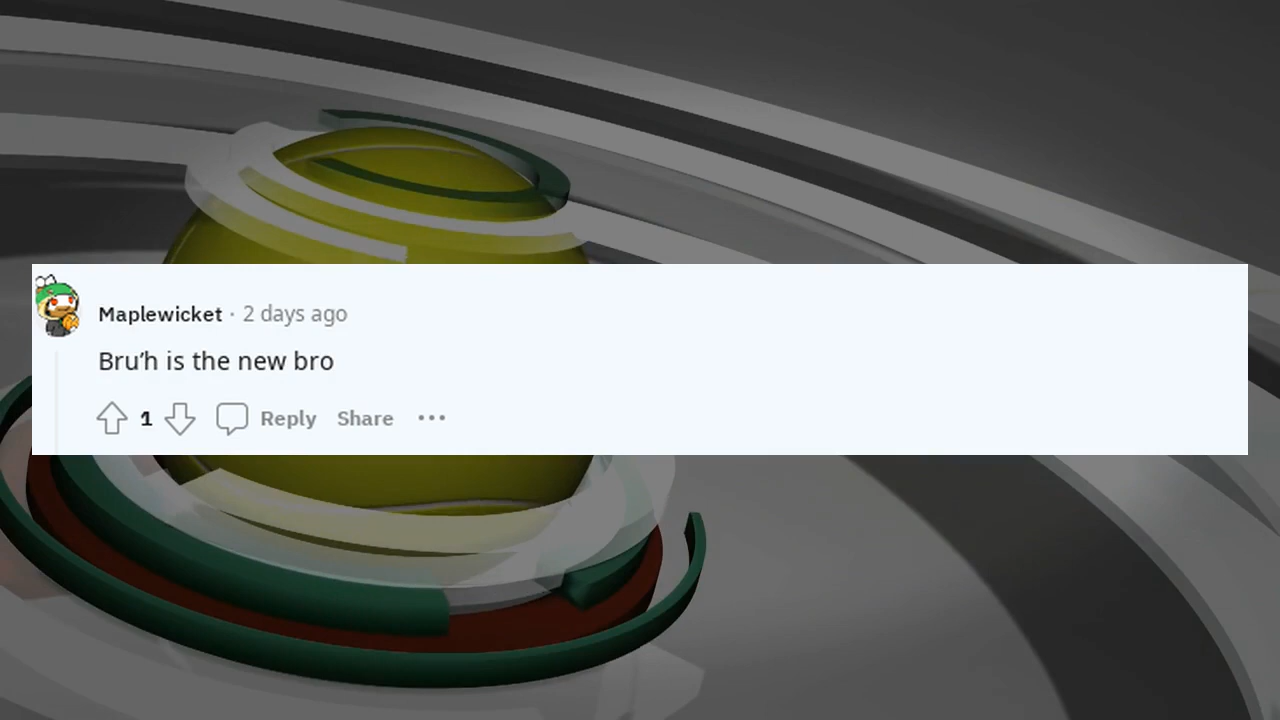 Maplewicket · 2 days ago
Bru’h is the new bro
1 Reply Share •••